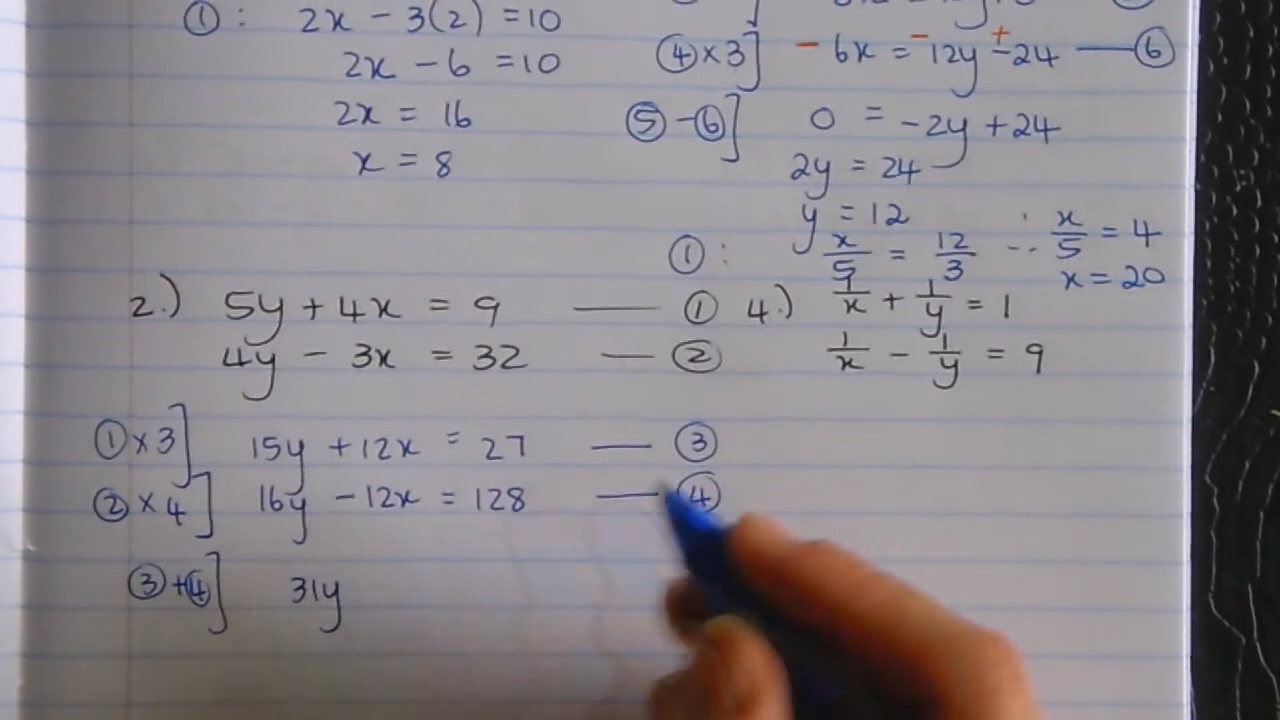 ① : 2x - 3(2) = 10
2x - 6 = 10
2x = 16
x = 8
④ × 3] - 6x = - 12y + - 24 — ⑥
⑤ - ⑥] 0 = -2y + 24
2y = 24
y = 12
① : x/5 = 12/3 ∴ x/5 = 4
x = 20
2.) 5y + 4x = 9 — ①
4y - 3x = 32 — ②
① × 3] 15y + 12x = 27 — ③
② × 4] 16y - 12x = 128 — ④
③ + ④] 31y
4.) 1/x + 1/y = 1
1/x - 1/y = 9